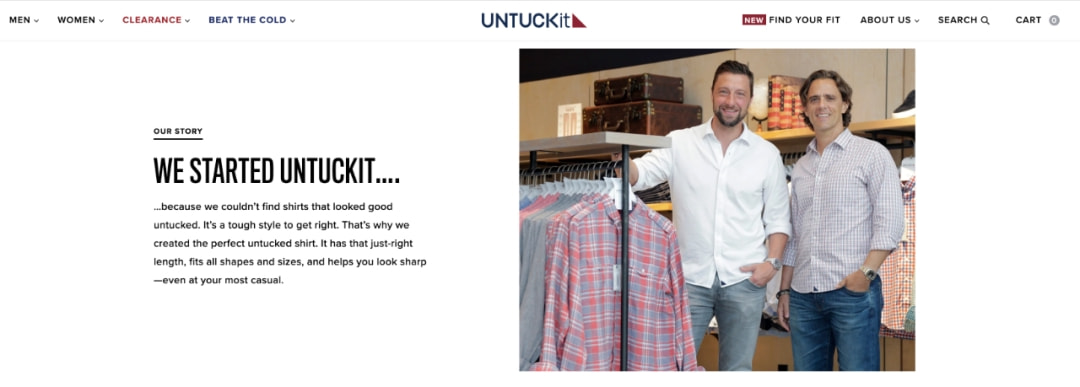 MEN WOMEN CLEARANCE BEAT THE COLD UNTUCKit NEW FIND YOUR FIT ABOUT US SEARCH CART 0
OUR STORY
WE STARTED UNTUCKIT....
...because we couldn't find shirts that looked good
untucked. It's a tough style to get right. That's why we
created the perfect untucked shirt. It has that just-right
length, fits all shapes and sizes, and helps you look sharp
—even at your most casual.